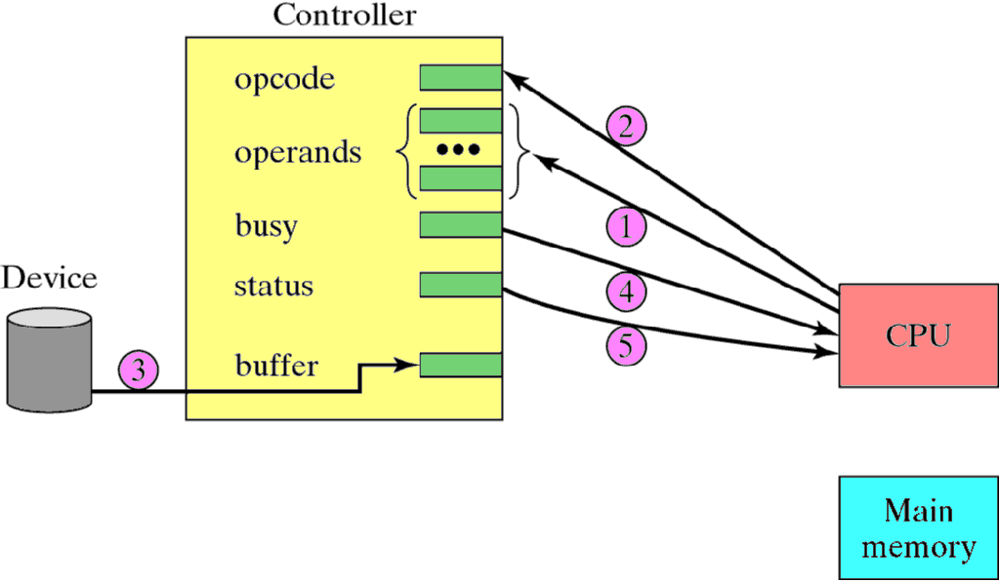 Controller
opcode
2
operands
1
busy
Device
status
4
CPU
5
buffer
3
Main
memory